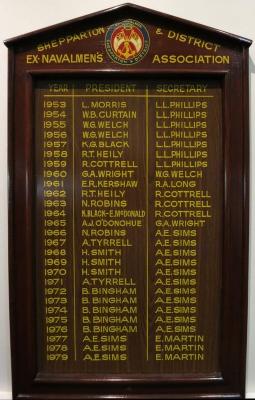 SHEPPARTON & DISTRICT
EX-NAVALMEN'S ASSOCIATION
YEAR PRESIDENT SECRETARY
1953 L. MORRIS L.L. PHILLIPS
1954 W.B. CURTAIN L.L. PHILLIPS
1955 W.G. WELCH L.L. PHILLIPS
1956 W.G. WELCH L.L. PHILLIPS
1957 K.G. BLACK L.L. PHILLIPS
1958 R.T. HEILY L.L. PHILLIPS
1959 R. COTTRELL L.L. PHILLIPS
1960 G.A. WRIGHT W.G. WELCH
1961 E.R. KERSHAW R.A. LONG
1962 R.T. HEILY R. COTTRELL
1963 N. ROBINS R. COTTRELL
1964 K. BLACK - E. McDONALD R. COTTRELL
1965 A.J. O'DONOHUE G.A. WRIGHT
1966 N. ROBINS A.E. SIMS
1967 A. TYRRELL A.E. SIMS
1968 H. SMITH A.E. SIMS
1969 H. SMITH A.E. SIMS
1970 H. SMITH A.E. SIMS
1971 A. TYRRELL A.E. SIMS
1972 B. BINGHAM A.E. SIMS
1973 B. BINGHAM A.E. SIMS
1974 B. BINGHAM A.E. SIMS
1975 B. BINGHAM A.E. SIMS
1976 B. BINGHAM A.E. SIMS
1977 A.E. SIMS E. MARTIN
1978 A.E. SIMS E. MARTIN
1979 A.E. SIMS E. MARTIN